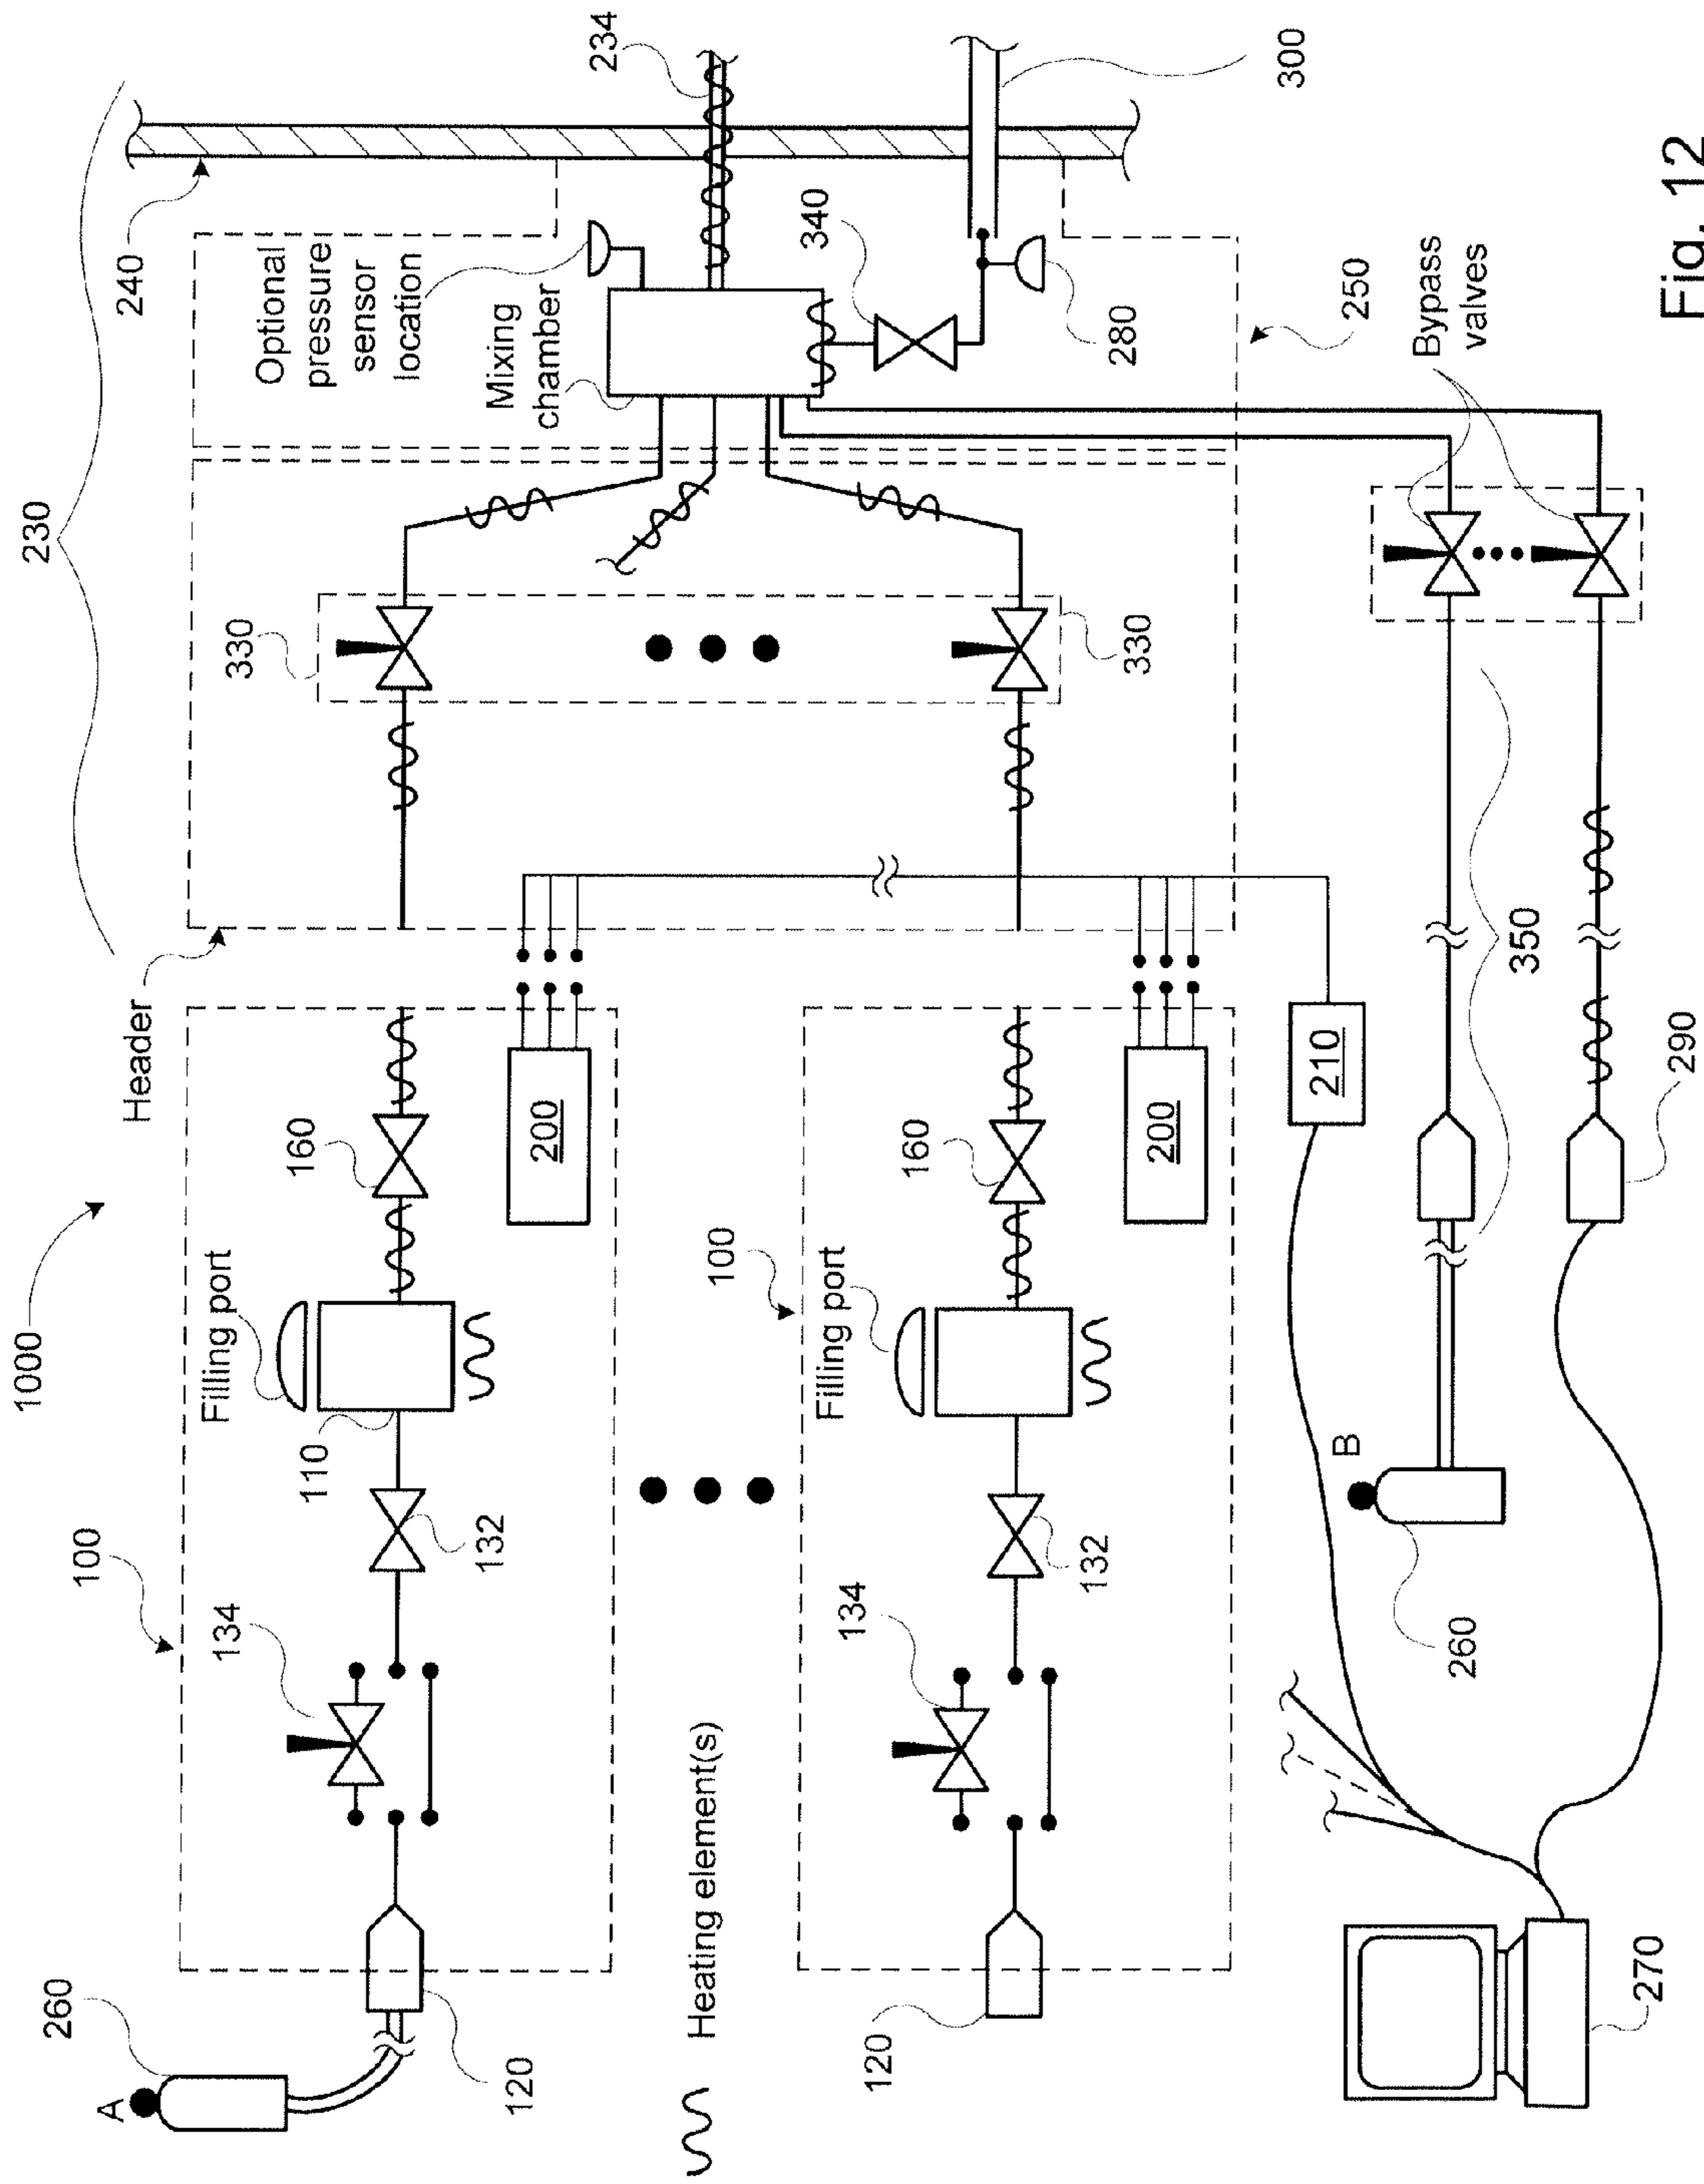 230
240
234
Optional
pressure
sensor
location
Mixing
chamber
340
300
280
250
330
330
Bypass
valves
Header
1000
100
Filling port
110
160
200
134
132
260
A
120
Heating element(s)
100
Filling port
160
200
134
132
120
210
350
290
B
260
270
Fig. 12